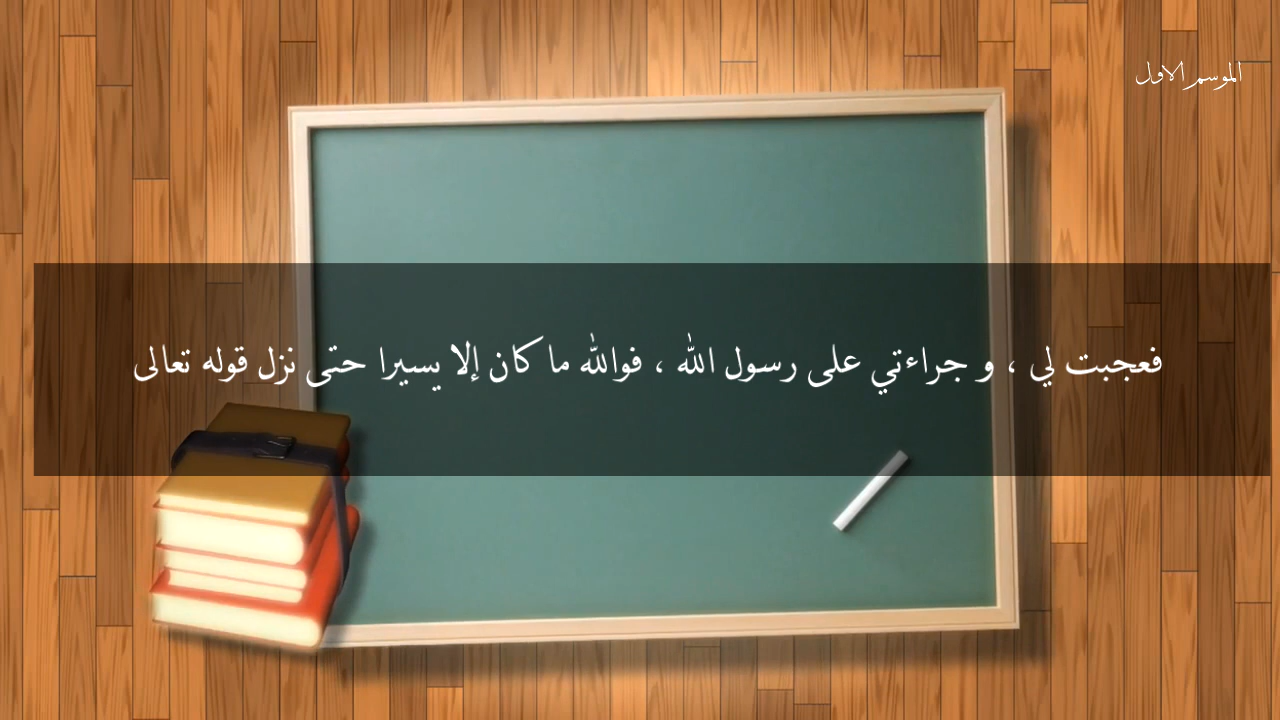 الموسم الاول
فعجبت لي ، و جراءتي على رسول الله ، فوالله ما كان إلا يسيرا حتى نزل قوله تعالى